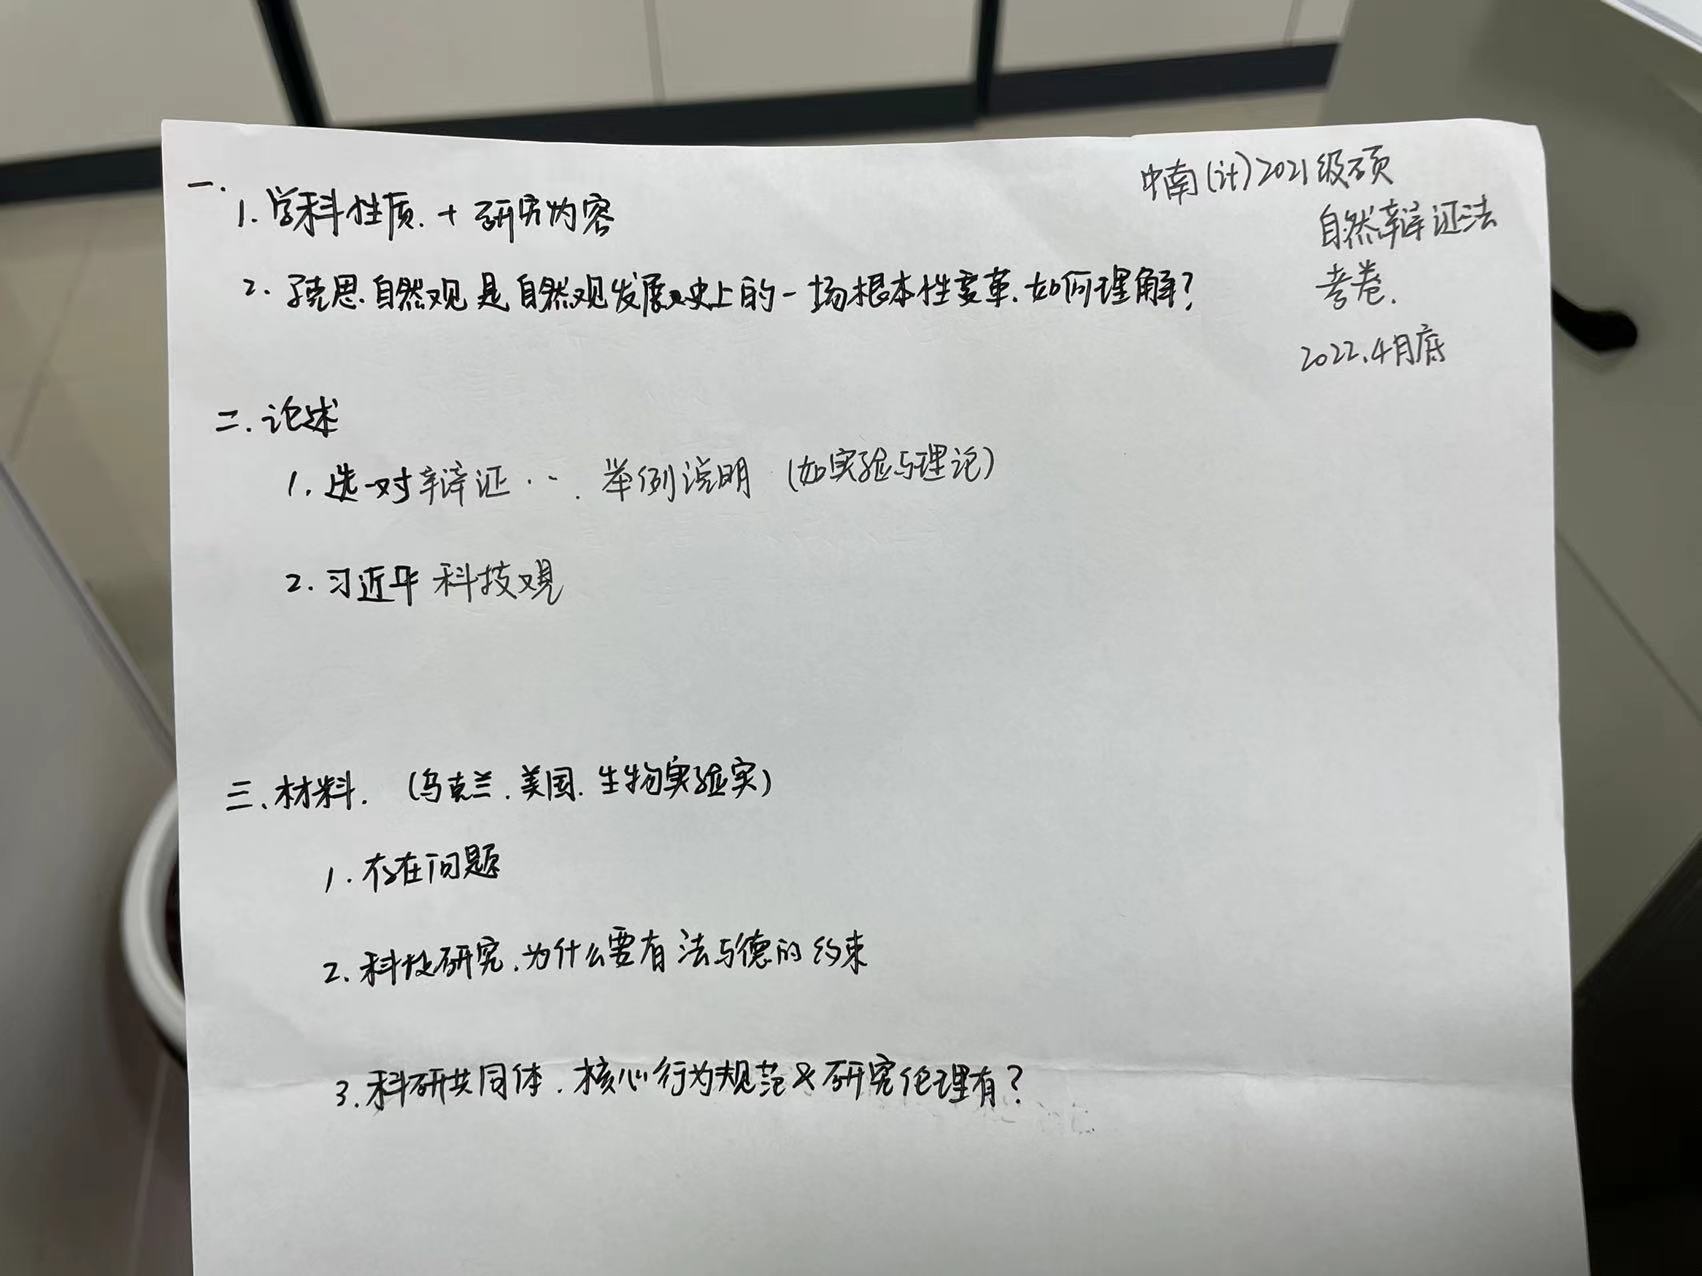 中南(计)2021级硕
自然辩证法
考卷.
2022.4月底
一.
1. 学科性质. + 研究内容
2. 马克思.自然观是自然观发展史上的一场根本性变革.如何理解?
二.论述
1. 选一对辩证…. 举例说明 (如实验与理论)
2. 习近平科技观
三、材料. (乌克兰.美国.生物实验室)
1. 存在问题
2. 科技研究.为什么要有法与德的约束
3. 科研共同体.核心行为规范&研究伦理有?